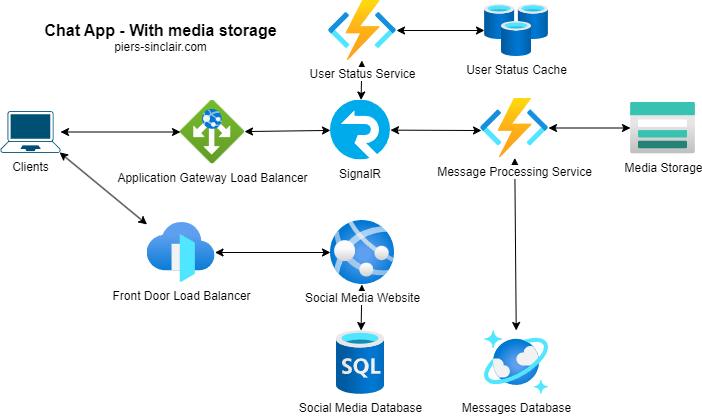 Chat App - With media storage
piers-sinclair.com
User Status Service
User Status Cache
Clients
Application Gateway Load Balancer
SignalR
Message Processing Service
Media Storage
Front Door Load Balancer
Social Media Website
SQL
Social Media Database
Messages Database